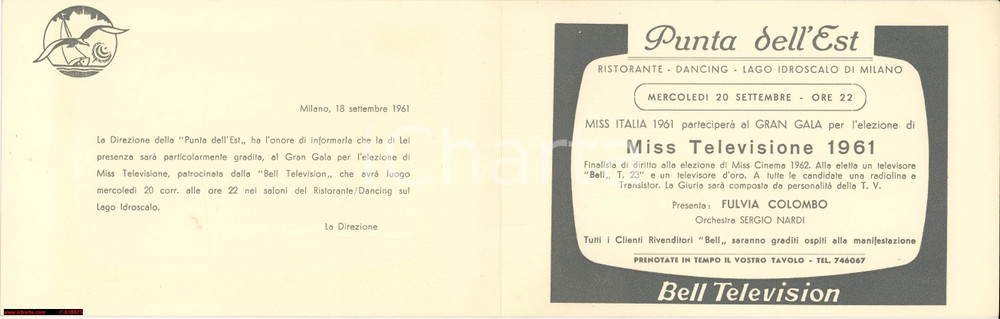 Milano, 18 settembre 1961
La Direzione della "Punta dell'Est„ ha l'onore di informarla che la di Lei
presenza sarà particolarmente gradita, al Gran Gala per l'elezione di
Miss Televisione, patrocinata dalla "Bell Television„ che avrà luogo
mercoledì 20 corr. alle ore 22 nei saloni del Ristorante/Dancing sul
Lago Idroscalo.
La Direzione
Punta dell'Est
RISTORANTE - DANCING - LAGO IDROSCALO DI MILANO
MERCOLEDI 20 SETTEMBRE - ORE 22
MISS ITALIA 1961 parteciperà al GRAN GALA per l'elezione di
Miss Televisione 1961
Finalista di diritto alla elezione di Miss Cinema 1962. Alla eletta un televisore
"Bell„ T. 23" e un televisore d'oro. A tutte le candidate una radiolina a
Transistor. La Giuria sarà composta da personalità della T. V.
Presenta: FULVIA COLOMBO
Orchestra SERGIO NARDI
Tutti i Clienti Rivenditori "Bell„ saranno graditi ospiti alla manifestazione
PRENOTATE IN TEMPO IL VOSTRO TAVOLO - TEL. 746067
Bell Television
icharta
www.icharta.com